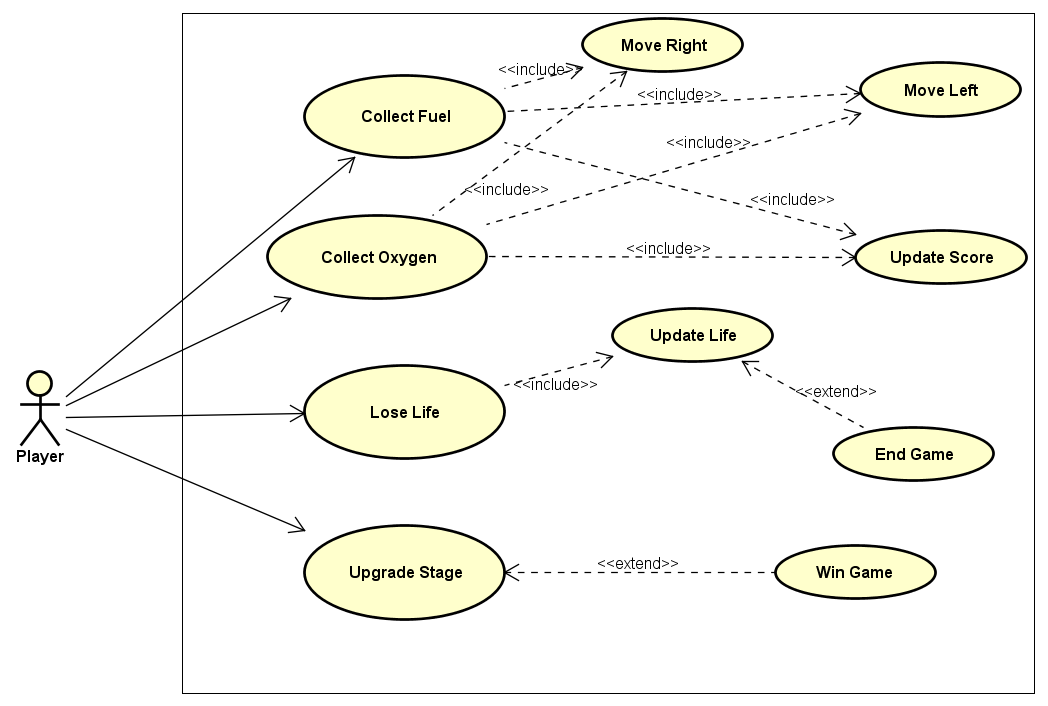 Move Right
<<include>>
Move Left
<<include>>
Collect Fuel
<<include>>
<<include>>
<<include>>
<<include>>
Collect Oxygen
Update Score
Update Life
<<include>>
<<extend>>
Lose Life
End Game
Player
<<extend>>
Upgrade Stage
Win Game